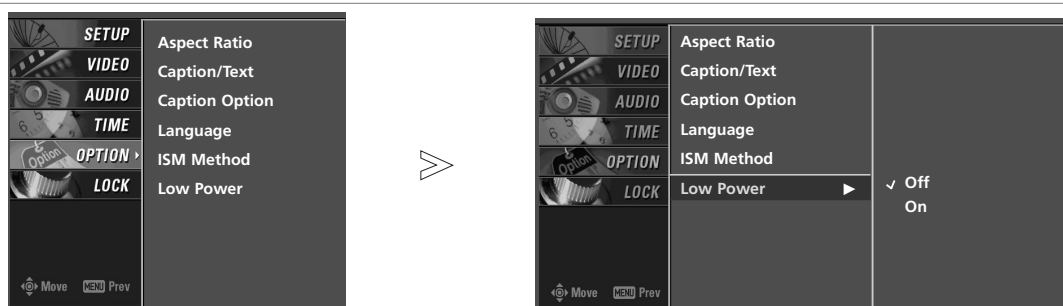 SETUP
VIDEO
AUDIO
TIME
OPTION
LOCK
Aspect Ratio
Caption/Text
Caption Option
Language
ISM Method
Low Power
Move MENU Prev
SETUP
VIDEO
AUDIO
TIME
OPTION
LOCK
Aspect Ratio
Caption/Text
Caption Option
Language
ISM Method
Low Power
Off
On
Move MENU Prev